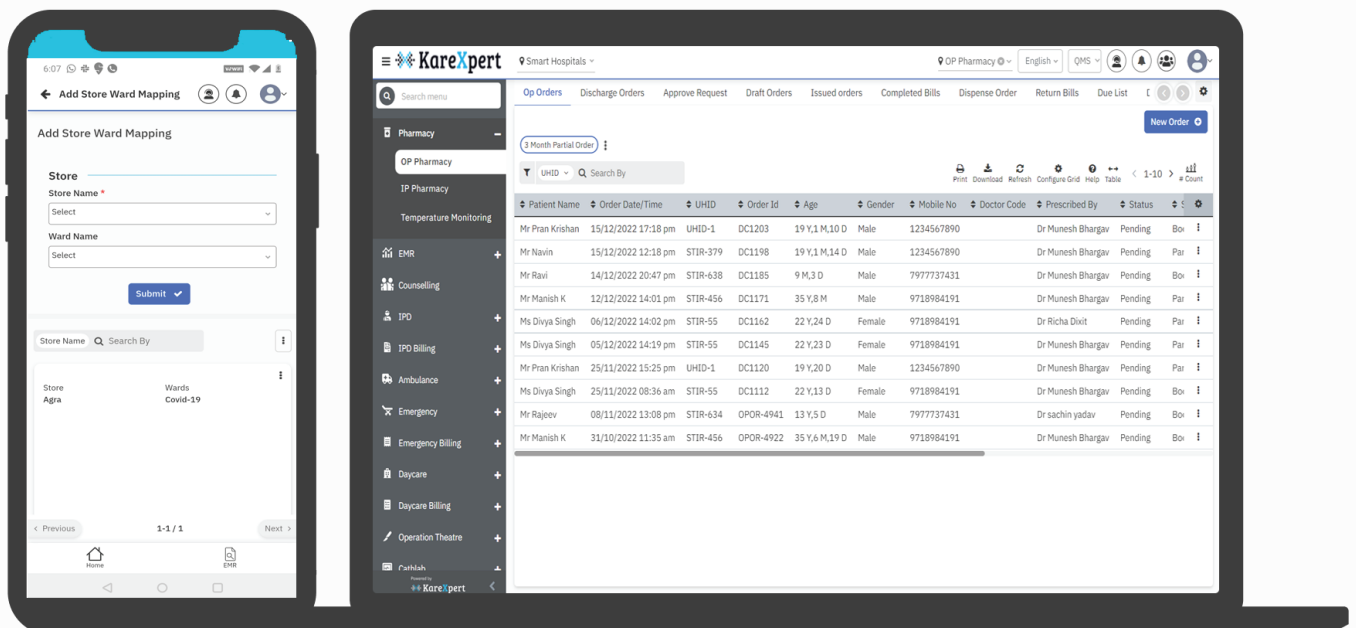 6:07
Add Store Ward Mapping
Add Store Ward Mapping
Store
Store Name *
Select
Ward Name
Select
Submit
Store Name Search By
Store Wards
Agra Covid-19
Previous 1-1 / 1 Next
Home EMR
KareXpert Smart Hospitals OP Pharmacy English QMS
Search menu
Pharmacy
OP Pharmacy
IP Pharmacy
Temperature Monitoring
EMR
Counselling
IPD
IPD Billing
Ambulance
Emergency
Emergency Billing
Daycare
Daycare Billing
Operation Theatre
Cathlab
Powered by
KareXpert
Op Orders Discharge Orders Approve Request Draft Orders Issued orders Completed Bills Dispense Order Return Bills Due List
New Order
3 Month Partial Order
UHID Search By
Print Download Refresh Configure Grid Help Table 1-10 # Count
Patient Name Order Date/Time UHID Order Id Age Gender Mobile No Doctor Code Prescribed By Status S
Mr Pran Krishan 15/12/2022 17:18 pm UHID-1 DC1203 19 Y,1 M,10 D Male 1234567890 Dr Munesh Bhargav Pending
Mr Navin 15/12/2022 12:18 pm STIR-379 DC1198 19 Y,1 M,14 D Male 1234567890 Dr Munesh Bhargav Pending Par
Mr Ravi 14/12/2022 20:47 pm STIR-638 DC1185 9 M,3 D Male 7977737431 Dr Munesh Bhargav Pending
Mr Manish K 12/12/2022 14:01 pm STIR-456 DC1171 35 Y,8 M Male 9718984191 Dr Munesh Bhargav Pending Par
Ms Divya Singh 06/12/2022 14:02 pm STIR-55 DC1162 22 Y,24 D Female 9718984191 Dr Richa Dixit Pending Par
Ms Divya Singh 05/12/2022 14:19 pm STIR-55 DC1145 22 Y,23 D Female 9718984191 Dr Munesh Bhargav Pending Par
Mr Pran Krishan 25/11/2022 15:25 pm UHID-1 DC1120 19 Y,20 D Male 1234567890 Dr Munesh Bhargav Pending
Ms Divya Singh 25/11/2022 08:36 am STIR-55 DC1112 22 Y,13 D Female 9718984191 Dr Munesh Bhargav Pending
Mr Rajeev 08/11/2022 13:08 pm STIR-634 OPOR-4941 13 Y,5 D Male 7977737431 Dr sachin yadav Pending
Mr Manish K 31/10/2022 11:35 am STIR-456 OPOR-4922 35 Y,6 M,19 D Male 9718984191 Dr Munesh Bhargav Pending